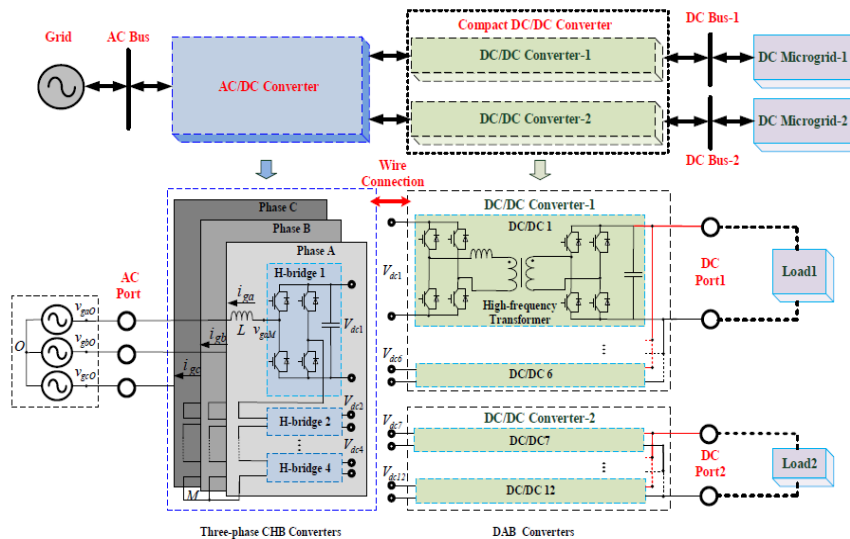 Grid
AC Bus
Compact DC/DC Converter
DC Bus-1
AC/DC Converter
DC/DC Converter-1
DC Microgrid-1
DC/DC Converter-2
DC Microgrid-2
DC Bus-2
Wire
Connection
Phase C
Phase B
Phase A
H-bridge 1
DC/DC Converter-1
DC/DC 1
AC
Port
i_ga
V_dc1
L
v_gaM
V_dc1
High-frequency
Transformer
DC
Port1
Load1
v_gaO
O
v_gbO
v_gcO
i_gb
i_gc
V_dc6
DC/DC 6
V_dc2
H-bridge 2
V_dc4
H-bridge 4
M
DC/DC Converter-2
V_dc7
DC/DC7
V_dc12
DC/DC 12
DC
Port2
Load2
Three-phase CHB Converters
DAB Converters